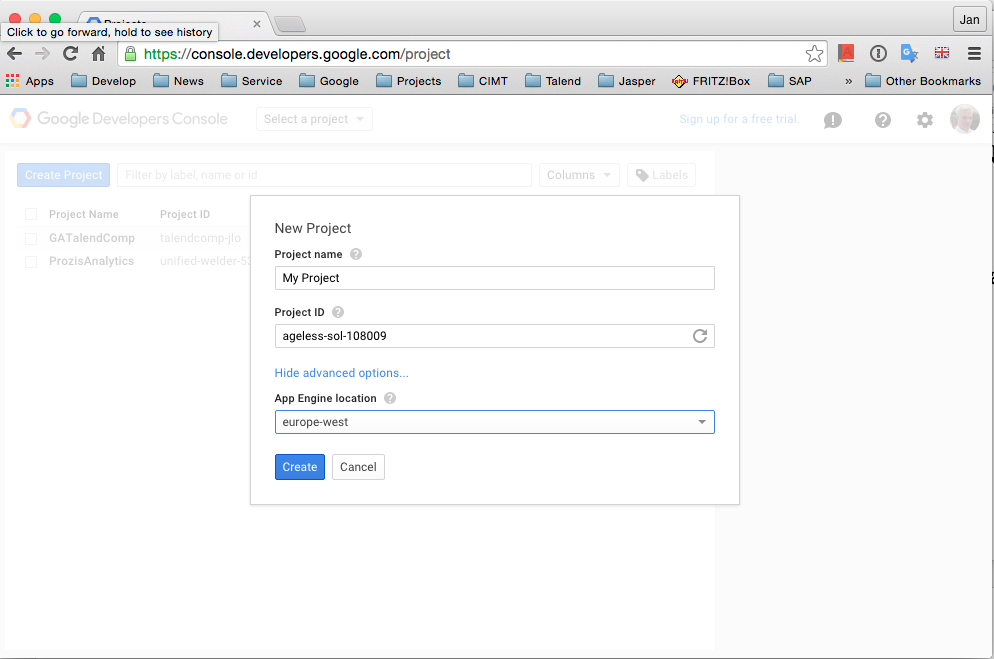 Projects
Jan
Click to go forward, hold to see history
https://console.developers.google.com/project
Apps Develop News Service Google Projects CIMT Talend Jasper FRITZ!Box SAP » Other Bookmarks
Google Developers Console Select a project Sign up for a free trial.
Create Project Filter by label, name or id Columns Labels
Project Name Project ID
GATalendComp talendcomp-jlo
ProzisAnalytics unified-welder-53
New Project
Project name ?
My Project
Project ID ?
ageless-sol-108009
Hide advanced options...
App Engine location ?
europe-west
Create Cancel